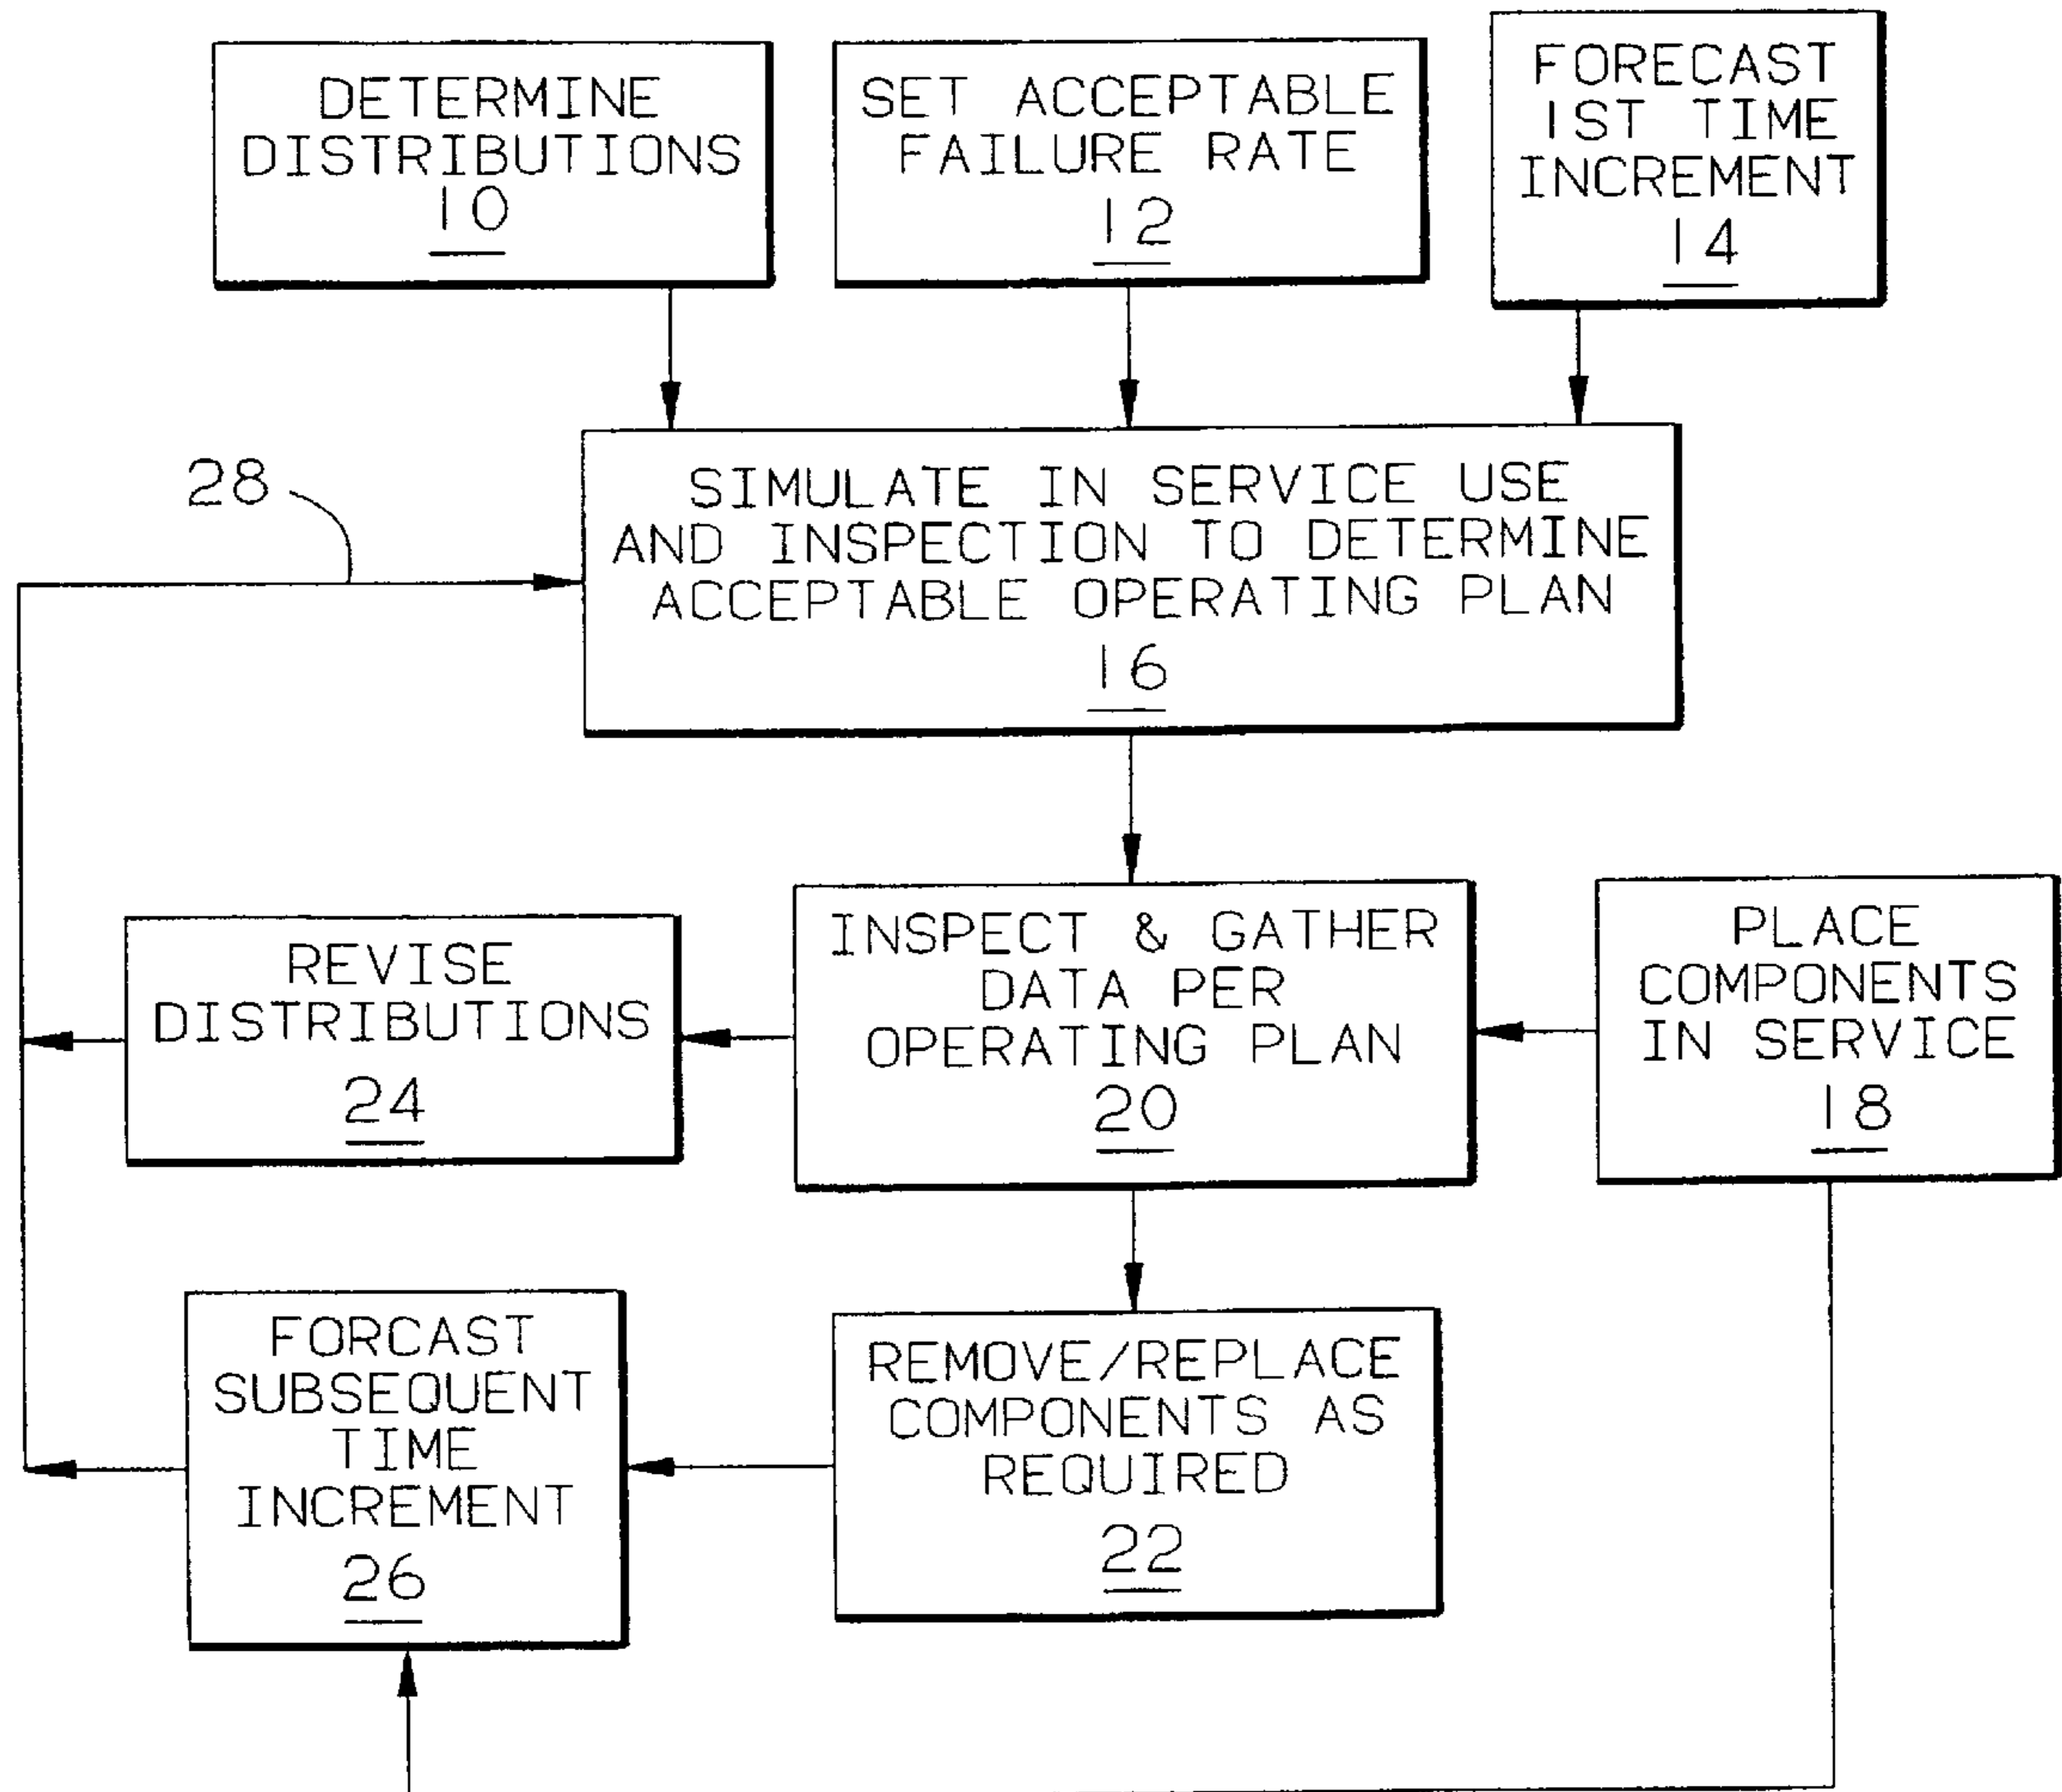 DETERMINE
DISTRIBUTIONS
10
SET ACCEPTABLE
FAILURE RATE
12
FORECAST
1ST TIME
INCREMENT
14
28
SIMULATE IN SERVICE USE
AND INSPECTION TO DETERMINE
ACCEPTABLE OPERATING PLAN
16
REVISE
DISTRIBUTIONS
24
INSPECT & GATHER
DATA PER
OPERATING PLAN
20
PLACE
COMPONENTS
IN SERVICE
18
FORCAST
SUBSEQUENT
TIME
INCREMENT
26
REMOVE/REPLACE
COMPONENTS AS
REQUIRED
22